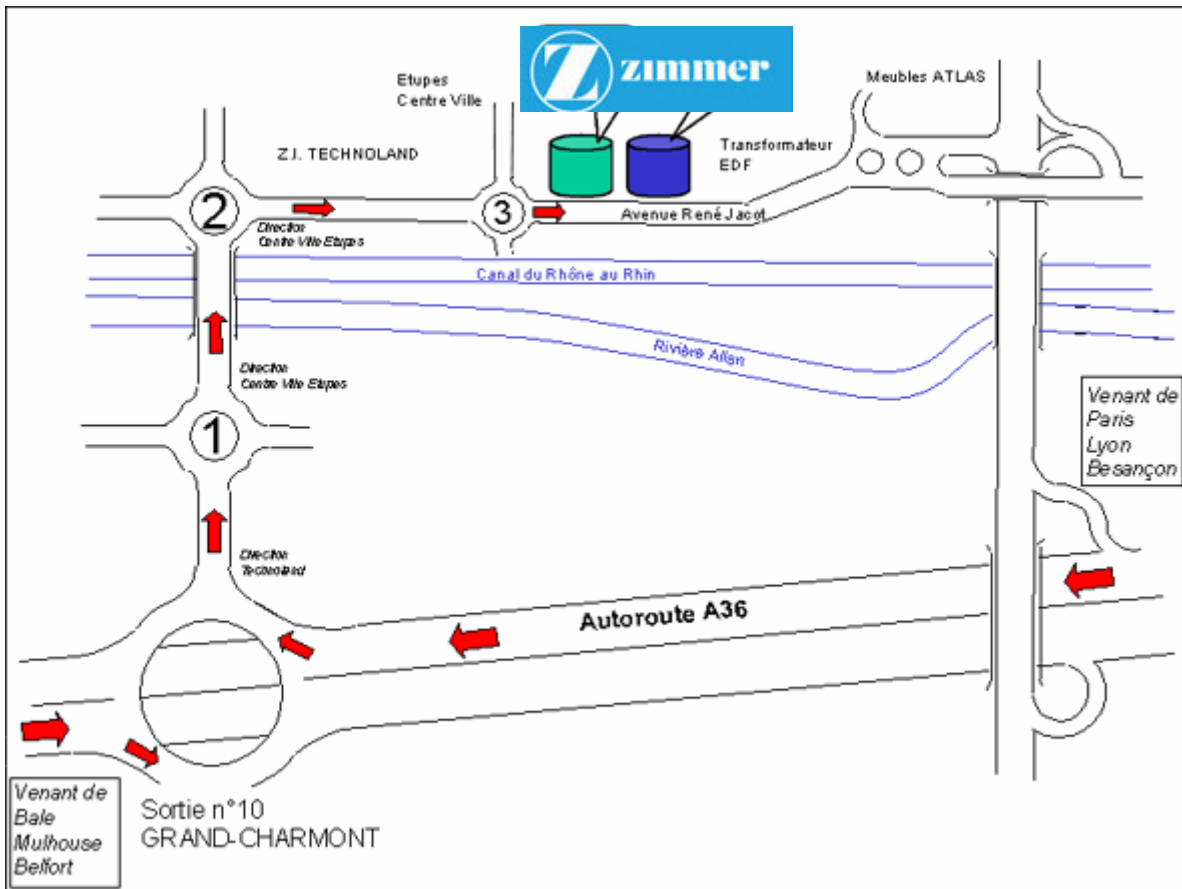 Z zimmer
Etupes
Centre Ville
Meubles ATLAS
Z.I. TECHNOLAND
Transformateur
EDF
2
3
Avenue René Jacot
Direction
Centre Ville Etupes
Canal du Rhône au Rhin
Rivière Allan
Direction
Centre Ville Etupes
1
Venant de
Paris
Lyon
Besançon
Direction
Technoland
Autoroute A36
Venant de
Bale
Mulhouse
Belfort
Sortie n°10
GRAND-CHARMONT